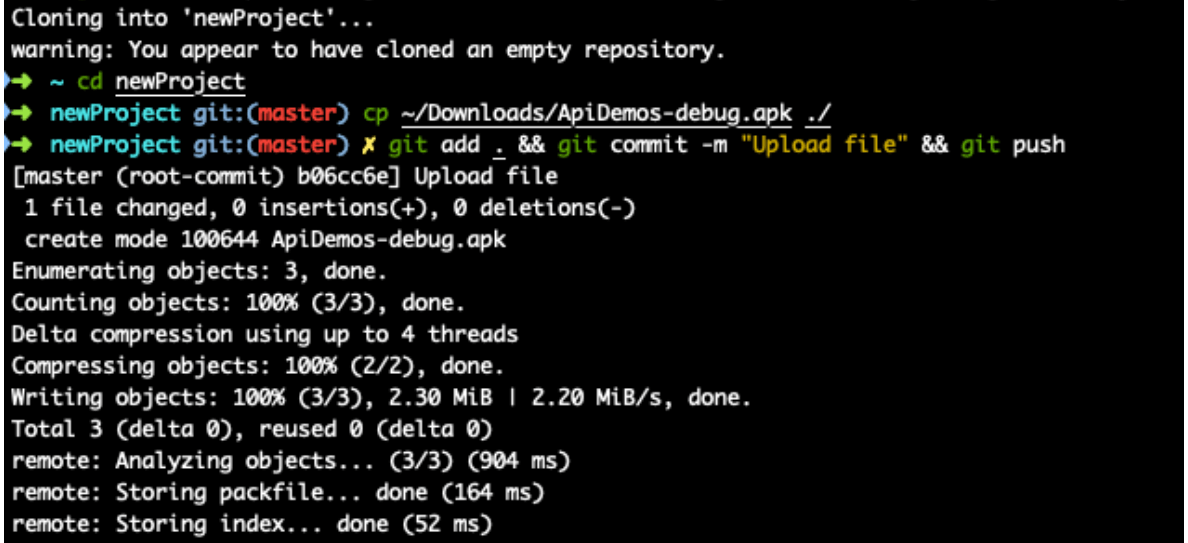 Cloning into 'newProject'...
warning: You appear to have cloned an empty repository.
➜ ~ cd newProject
➜ newProject git:(master) cp ~/Downloads/ApiDemos-debug.apk ./
➜ newProject git:(master) ✗ git add . && git commit -m "Upload file" && git push
[master (root-commit) b06cc6e] Upload file
 1 file changed, 0 insertions(+), 0 deletions(-)
 create mode 100644 ApiDemos-debug.apk
Enumerating objects: 3, done.
Counting objects: 100% (3/3), done.
Delta compression using up to 4 threads
Compressing objects: 100% (2/2), done.
Writing objects: 100% (3/3), 2.30 MiB | 2.20 MiB/s, done.
Total 3 (delta 0), reused 0 (delta 0)
remote: Analyzing objects... (3/3) (904 ms)
remote: Storing packfile... done (164 ms)
remote: Storing index... done (52 ms)